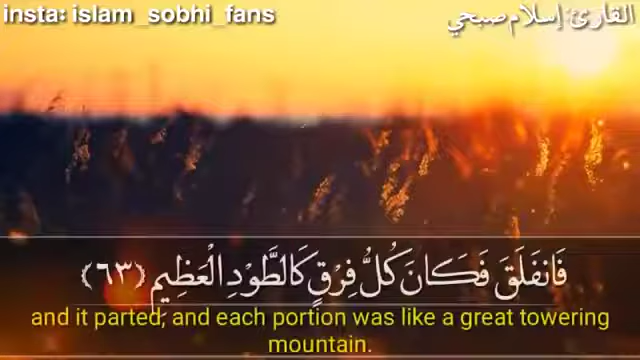 insta: islam_sobhi_fans
القارئ: إسلام صبحي
فَانفَلَقَ فَكَانَ كُلُّ فِرْقٍ كَالطَّوْدِ الْعَظِيمِ (٦٣)
and it parted, and each portion was like a great towering
mountain.